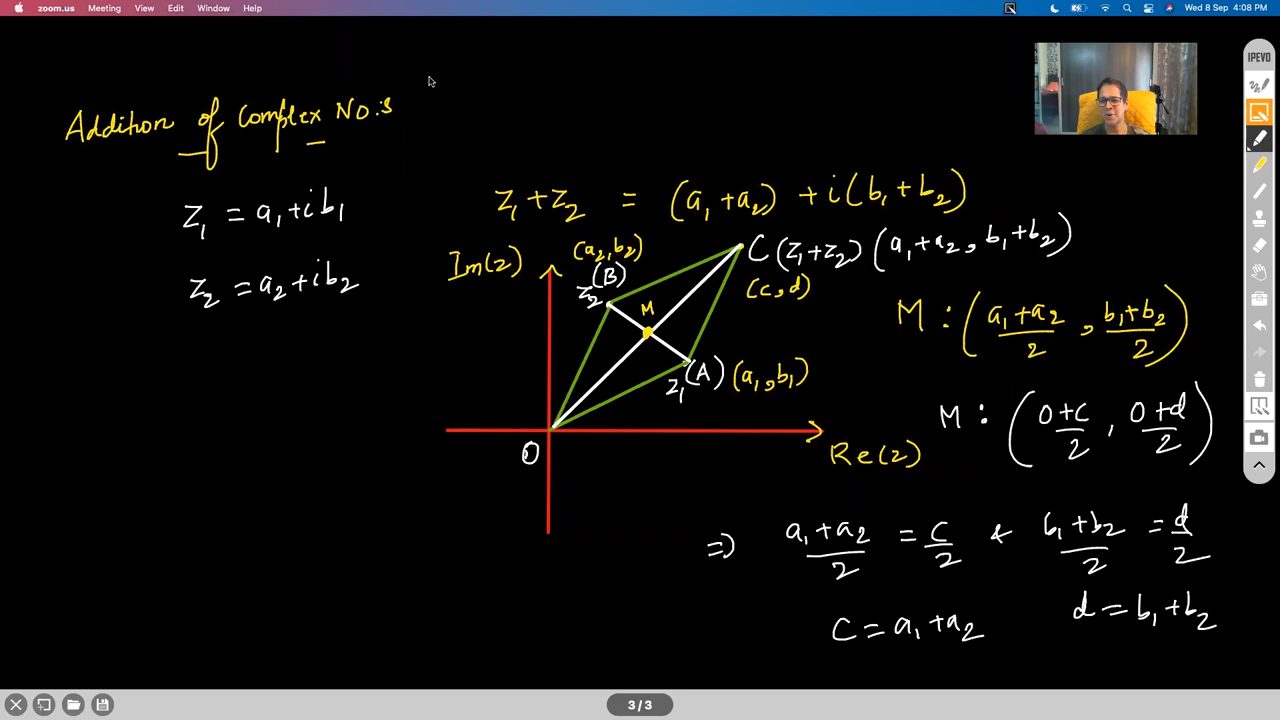 zoom.us Meeting View Edit Window Help Wed 8 Sep 4:08 PM
IPEVO
Addition of Complex No.s
z₁ = a₁+ib₁
z₂ = a₂+ib₂
z₁+z₂ = (a₁+a₂) + i(b₁+b₂)
Im(z)
(a₂,b₂)
(B)
z₂
M
C (z₁+z₂) (a₁+a₂, b₁+b₂)
(c, d)
z₁ (A) (a₁, b₁)
O
Re(z)
M : (a₁+a₂/2, b₁+b₂/2)
M : (0+c/2, 0+d/2)
=> a₁+a₂/2 = c/2 & b₁+b₂/2 = d/2
c = a₁+a₂
d = b₁+b₂
3/3